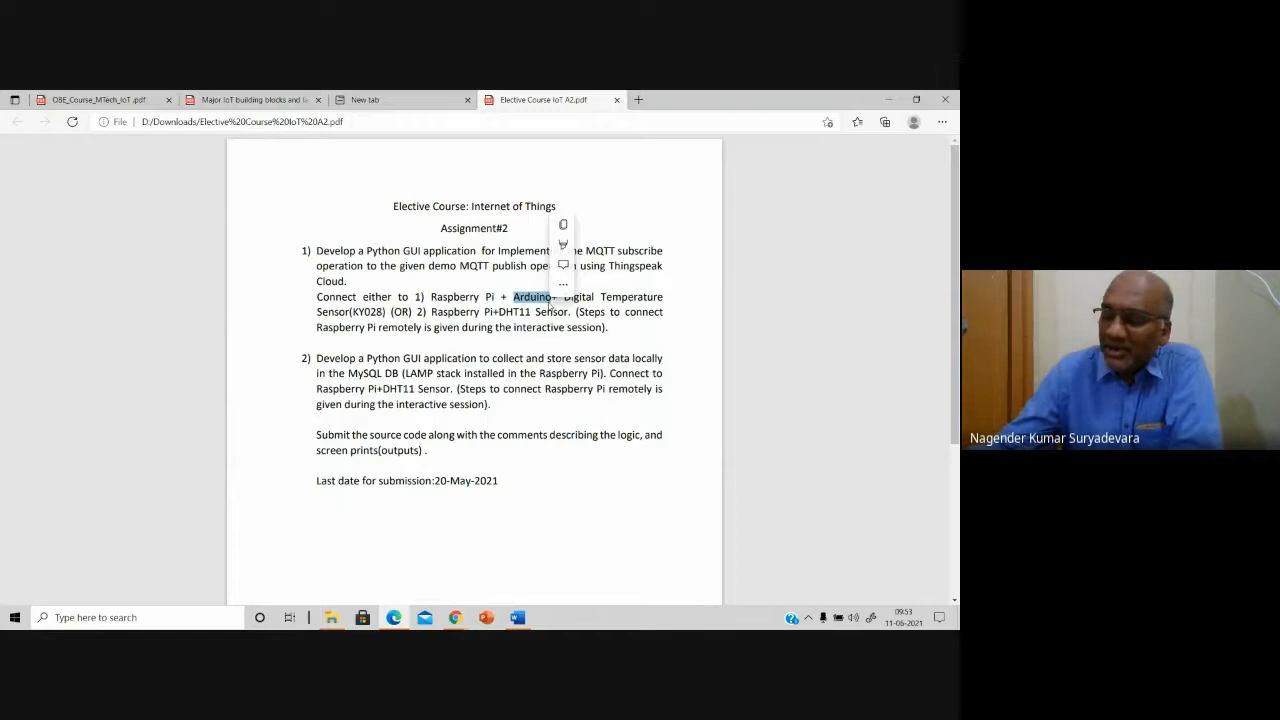 OBE_Course_MTech_IoT .pdf
Major IoT building blocks and la
New tab
Elective Course IoT A2.pdf
File
D:/Downloads/Elective%20Course%20IoT%20A2.pdf
Elective Course: Internet of Things
Assignment#2
1) Develop a Python GUI application for Implement e MQTT subscribe
operation to the given demo MQTT publish ope n using Thingspeak
Cloud.
Connect either to 1) Raspberry Pi + Arduino+ Digital Temperature
Sensor(KY028) (OR) 2) Raspberry Pi+DHT11 Sensor. (Steps to connect
Raspberry Pi remotely is given during the interactive session).
2) Develop a Python GUI application to collect and store sensor data locally
in the MySQL DB (LAMP stack installed in the Raspberry Pi). Connect to
Raspberry Pi+DHT11 Sensor. (Steps to connect Raspberry Pi remotely is
given during the interactive session).
Submit the source code along with the comments describing the logic, and
screen prints(outputs) .
Last date for submission:20-May-2021
Nagender Kumar Suryadevara
Type here to search
09:53
11-06-2021